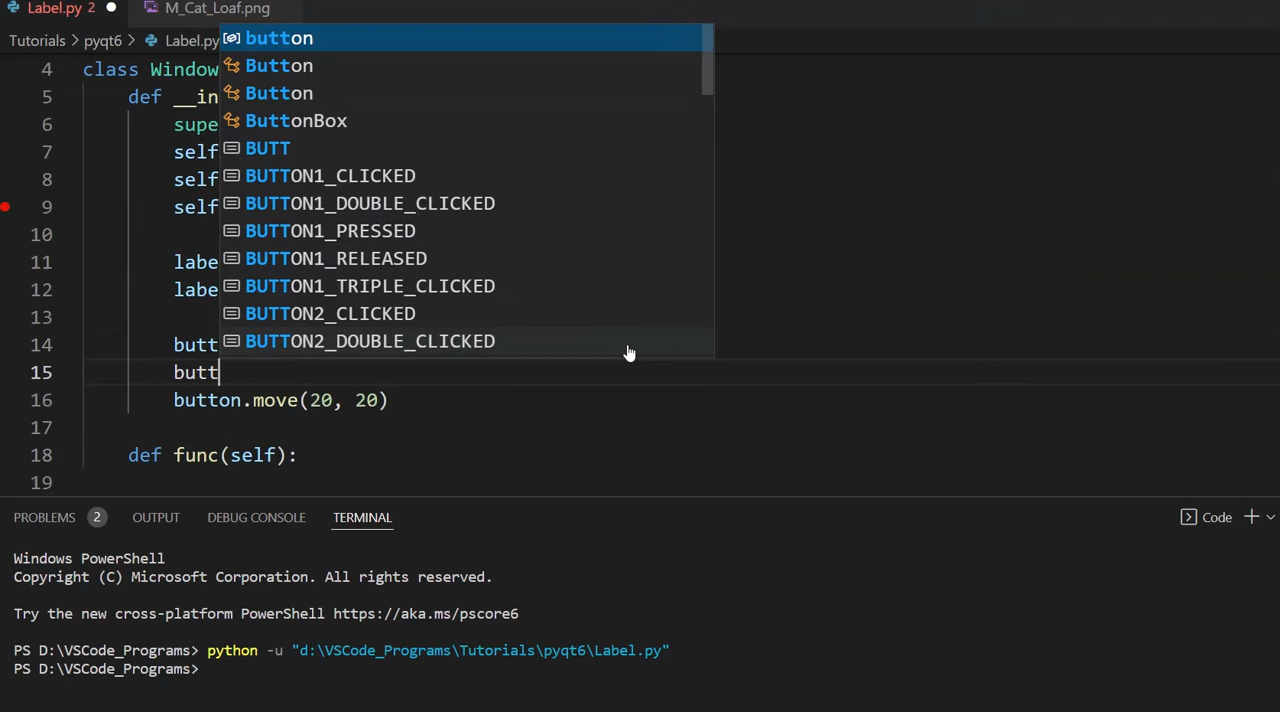 Label.py 2 M_Cat_Loaf.png
Tutorials > pyqt6 > Label.py
4 class Window
5 def __in
6 supe
7 self
8 self
9 self
10
11 labe
12 labe
13
14 butt
15 butt
16 button.move(20, 20)
17
18 def func(self):
19
button
Button
Button
ButtonBox
BUTT
BUTTON1_CLICKED
BUTTON1_DOUBLE_CLICKED
BUTTON1_PRESSED
BUTTON1_RELEASED
BUTTON1_TRIPLE_CLICKED
BUTTON2_CLICKED
BUTTON2_DOUBLE_CLICKED
PROBLEMS 2 OUTPUT DEBUG CONSOLE TERMINAL Code
Windows PowerShell
Copyright (C) Microsoft Corporation. All rights reserved.
Try the new cross-platform PowerShell https://aka.ms/pscore6
PS D:\VSCode_Programs> python -u "d:\VSCode_Programs\Tutorials\pyqt6\Label.py"
PS D:\VSCode_Programs>